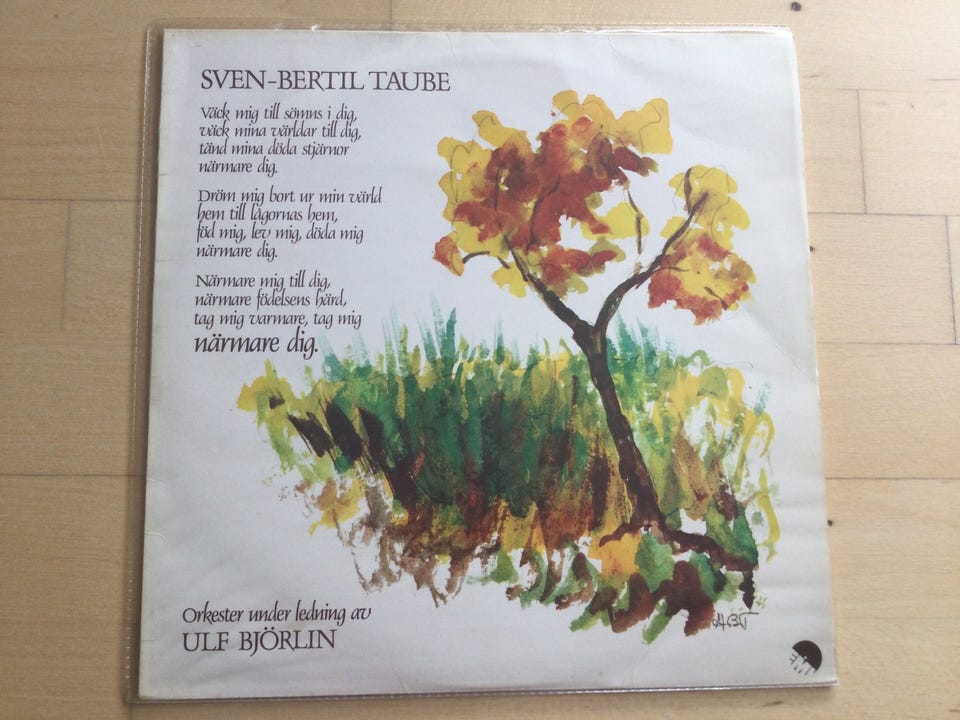 SVEN-BERTIL TAUBE
Väck mig till sömns i dig,
väck mina världar till dig,
tänd mina döda stjärnor
närmare dig.
Dröm mig bort ur min värld
hem till lågornas hem,
föd mig, lev mig, döda mig
närmare dig.
Närmare mig till dig,
närmare födelsens härd,
tag mig varmare, tag mig
närmare dig.
Orkester under ledning av
ULF BJÖRLIN
EMI